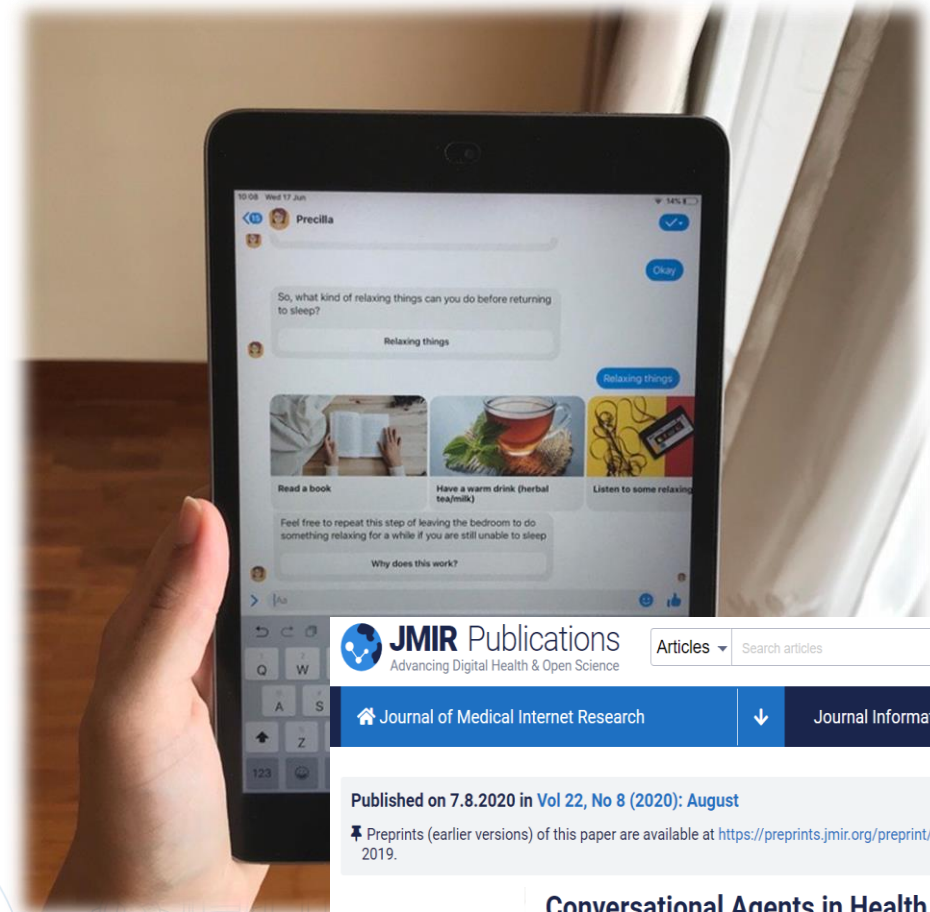 10:08 Wed 17 Jun
14%
15
Precilla
Okay
So, what kind of relaxing things can you do before returning
to sleep?
Relaxing things
Relaxing things
Read a book
Have a warm drink (herbal
tea/milk)
Listen to some relaxing
Feel free to repeat this step of leaving the bedroom to do
something relaxing for a while if you are still unable to sleep
Why does this work?
Aa
Q W
A S
Z
123
JMIR Publications
Advancing Digital Health & Open Science
Articles
Search articles
Journal of Medical Internet Research
Journal Informa
Published on 7.8.2020 in Vol 22, No 8 (2020): August
Preprints (earlier versions) of this paper are available at https://preprints.jmir.org/preprint/
2019.
Conversational Agents in Health